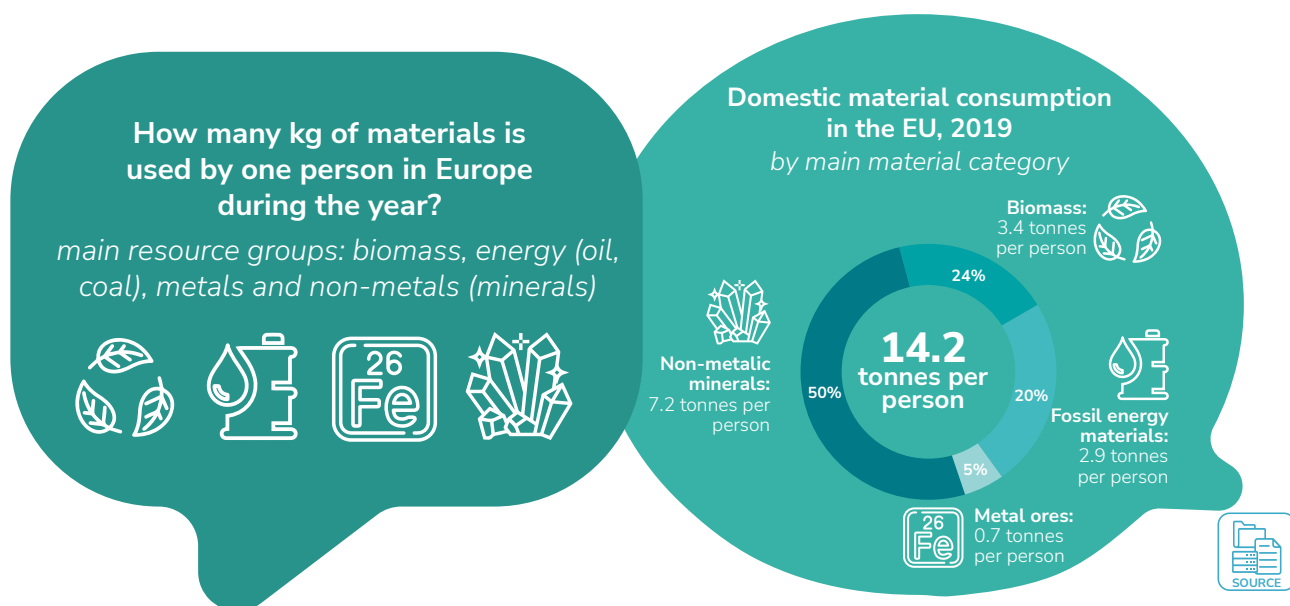 How many kg of materials is
used by one person in Europe
during the year?
main resource groups: biomass, energy (oil,
coal), metals and non-metals (minerals)
26
Fe
Domestic material consumption
in the EU, 2019
by main material category
Biomass:
3.4 tonnes
per person
24%
Non-metalic
minerals:
7.2 tonnes per
person
50%
14.2
tonnes per
person
20%
Fossil energy
materials:
2.9 tonnes
per person
5%
26
Fe
Metal ores:
0.7 tonnes
per person
SOURCE